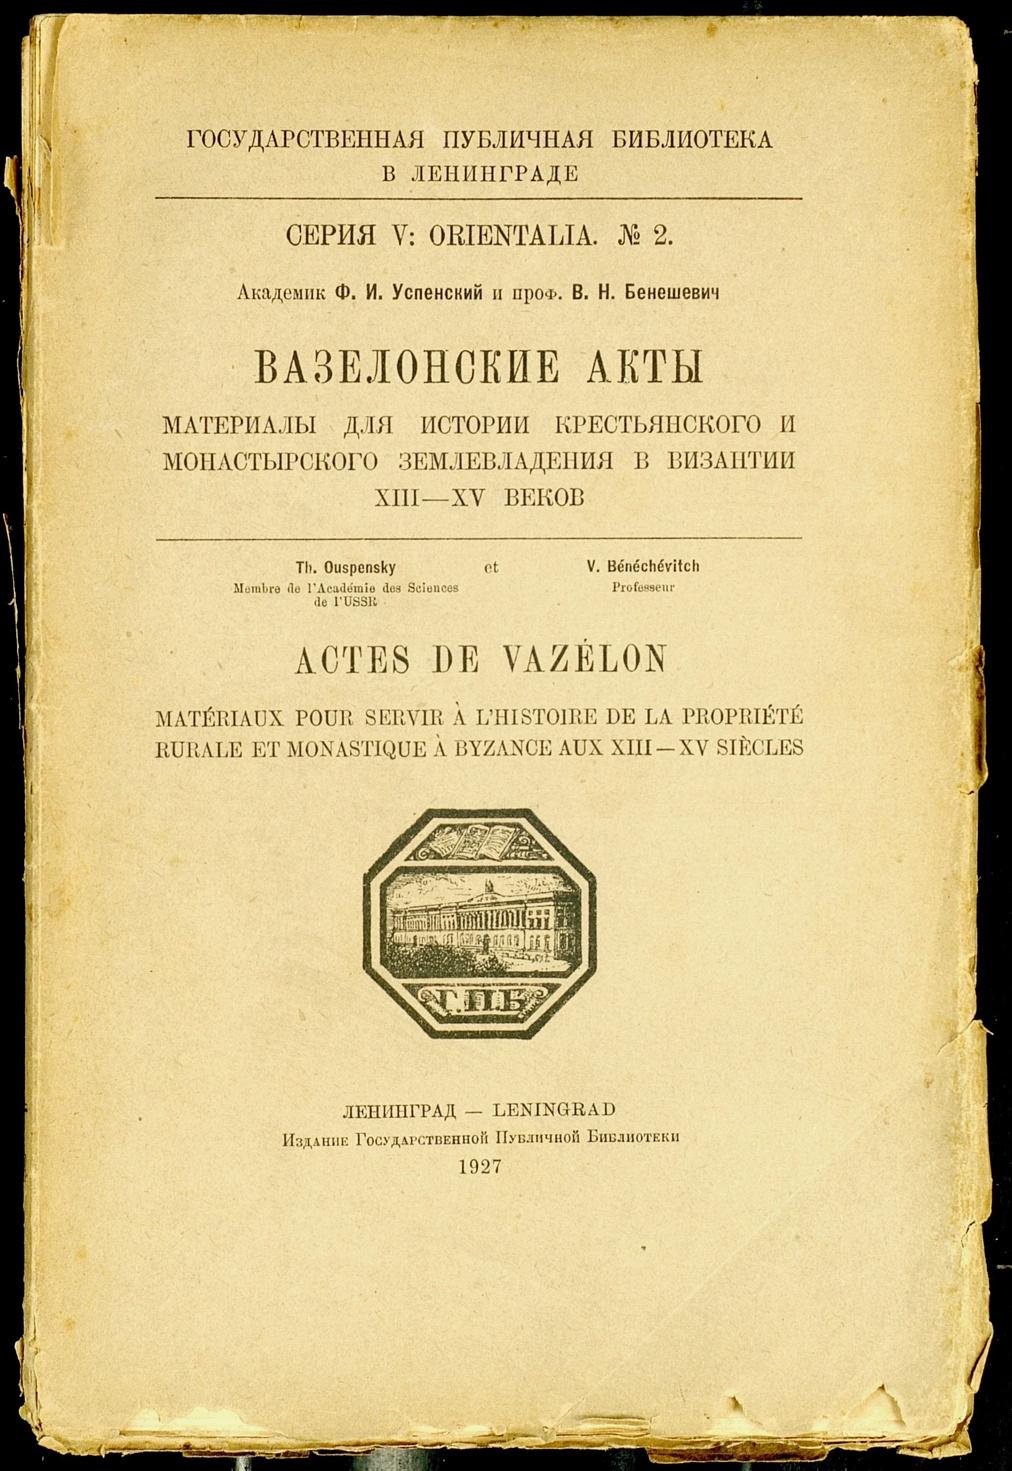 ГОСУДАРСТВЕННАЯ ПУБЛИЧНАЯ БИБЛИОТЕКА
В ЛЕНИНГРАДЕ
СЕРИЯ V: ORIENTALIA. № 2.
Академик Ф. И. Успенский и проф. В. Н. Бенешевич
ВАЗЕЛОНСКИЕ АКТЫ
МАТЕРИАЛЫ ДЛЯ ИСТОРИИ КРЕСТЬЯНСКОГО И
МОНАСТЫРСКОГО ЗЕМЛЕВЛАДЕНИЯ В ВИЗАНТИИ
XIII—XV ВЕКОВ
Th. Ouspensky et V. Bénéchévitch
Membre de l'Académie des Sciences Professeur
de l'USSR
ACTES DE VAZÉLON
MATÉRIAUX POUR SERVIR À L'HISTOIRE DE LA PROPRIÉTÉ
RURALE ET MONASTIQUE À BYZANCE AUX XIII—XV SIÈCLES
Г.П.Б
ЛЕНИНГРАД — LENINGRAD
Издание Государственной Публичной Библиотеки
1927